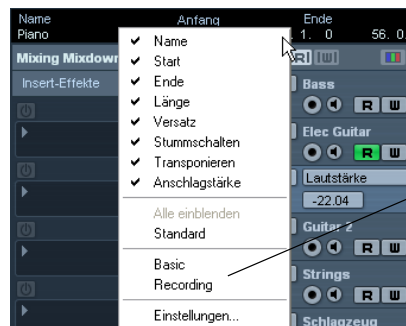 Name Anfang Ende
Piano 1. 0 56. 0.
Mixing Mixdown
Insert-Effekte
Name
Start
Ende
Länge
Versatz
Stummschalten
Transponieren
Anschlagstärke
Alle einblenden
Standard
Basic
Recording
Einstellungen...
R W
Bass
R W
Elec Guitar
R W
Lautstärke
-22.04
Guitar 2
R W
Strings
R W
Schlagzeug